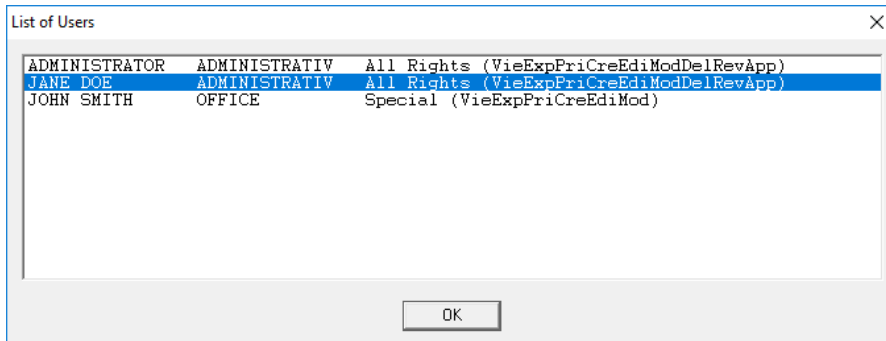 List of Users
ADMINISTRATOR ADMINISTRATIV All Rights (VieExpPriCreEdiModDelRevApp)
JANE DOE ADMINISTRATIV All Rights (VieExpPriCreEdiModDelRevApp)
JOHN SMITH OFFICE Special (VieExpPriCreEdiMod)
OK